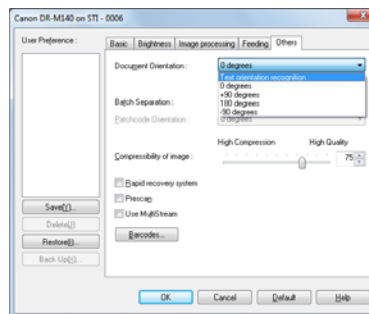 Canon DR-M140 on STI - 0006
User Preference :
Basic Brightness Image processing Feeding Others
Document Orientation :
0 degrees
Text orientation recognition
0 degrees
+90 degrees
180 degrees
-90 degrees
Batch Separation :
Patchcode Orientation :
0 degrees
High Compression High Quality
Compressibility of image :
75
Rapid recovery system
Prescan
Use MultiStream
Barcodes...
Save(Y)...
Delete(J)
Restore(I)...
Back Up(X)...
OK Cancel Default Help